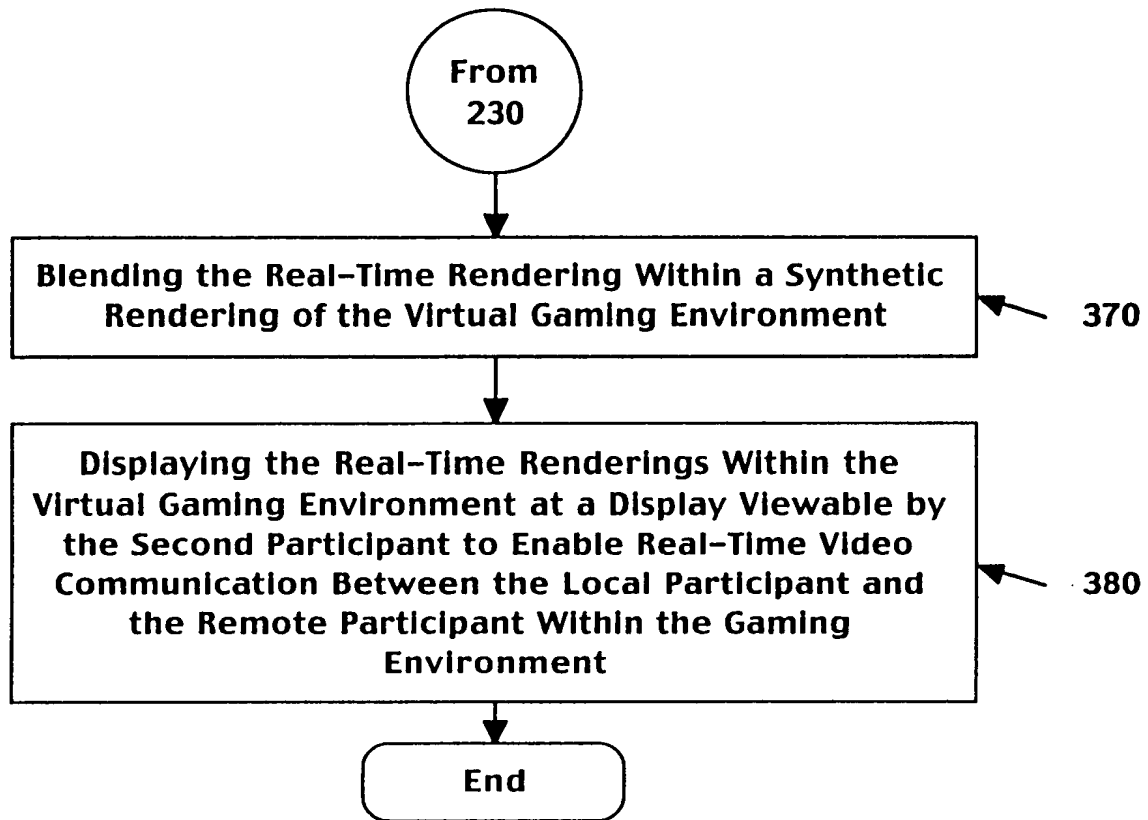 From
230
Blending the Real-Time Rendering Within a Synthetic
Rendering of the Virtual Gaming Environment
370
Displaying the Real-Time Renderings Within the
Virtual Gaming Environment at a Display Viewable by
the Second Participant to Enable Real-Time Video
Communication Between the Local Participant and
the Remote Participant Within the Gaming
Environment
380
End